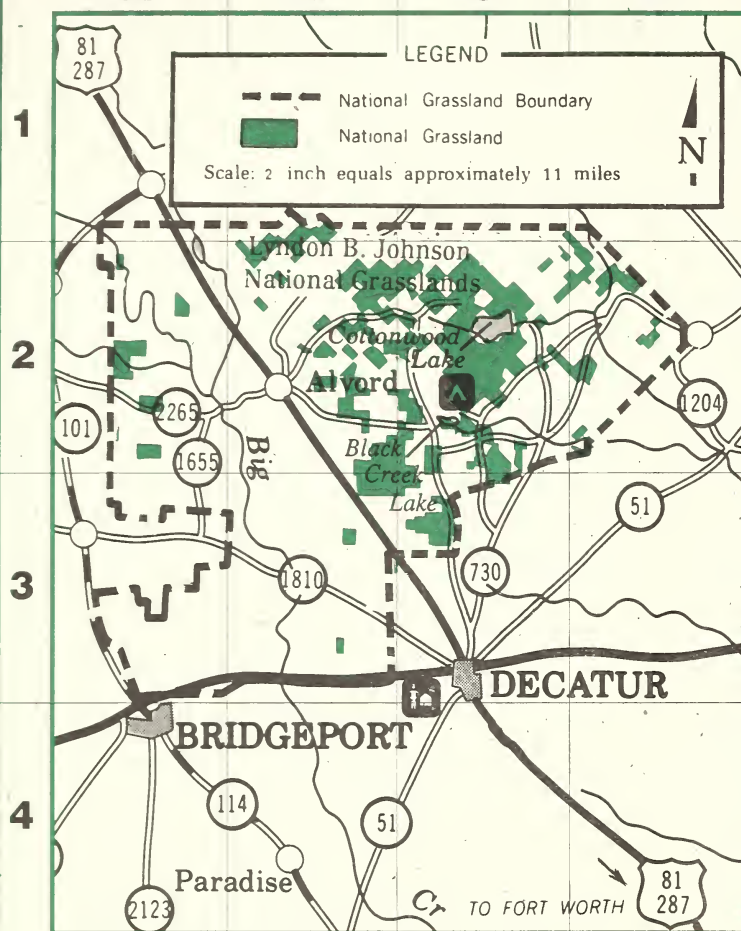 81
287
LEGEND
National Grassland Boundary
National Grassland
Scale: 2 inch equals approximately 11 miles
N
1
Lyndon B. Johnson
National Grasslands
2
Cottonwood
Lake
Alvord
2265
1204
101
1655
Big
Black
Creek
Lake
51
3
1810
730
DECATUR
BRIDGEPORT
4
114
51
Paradise
2123
Cr
TO FORT WORTH
81
287